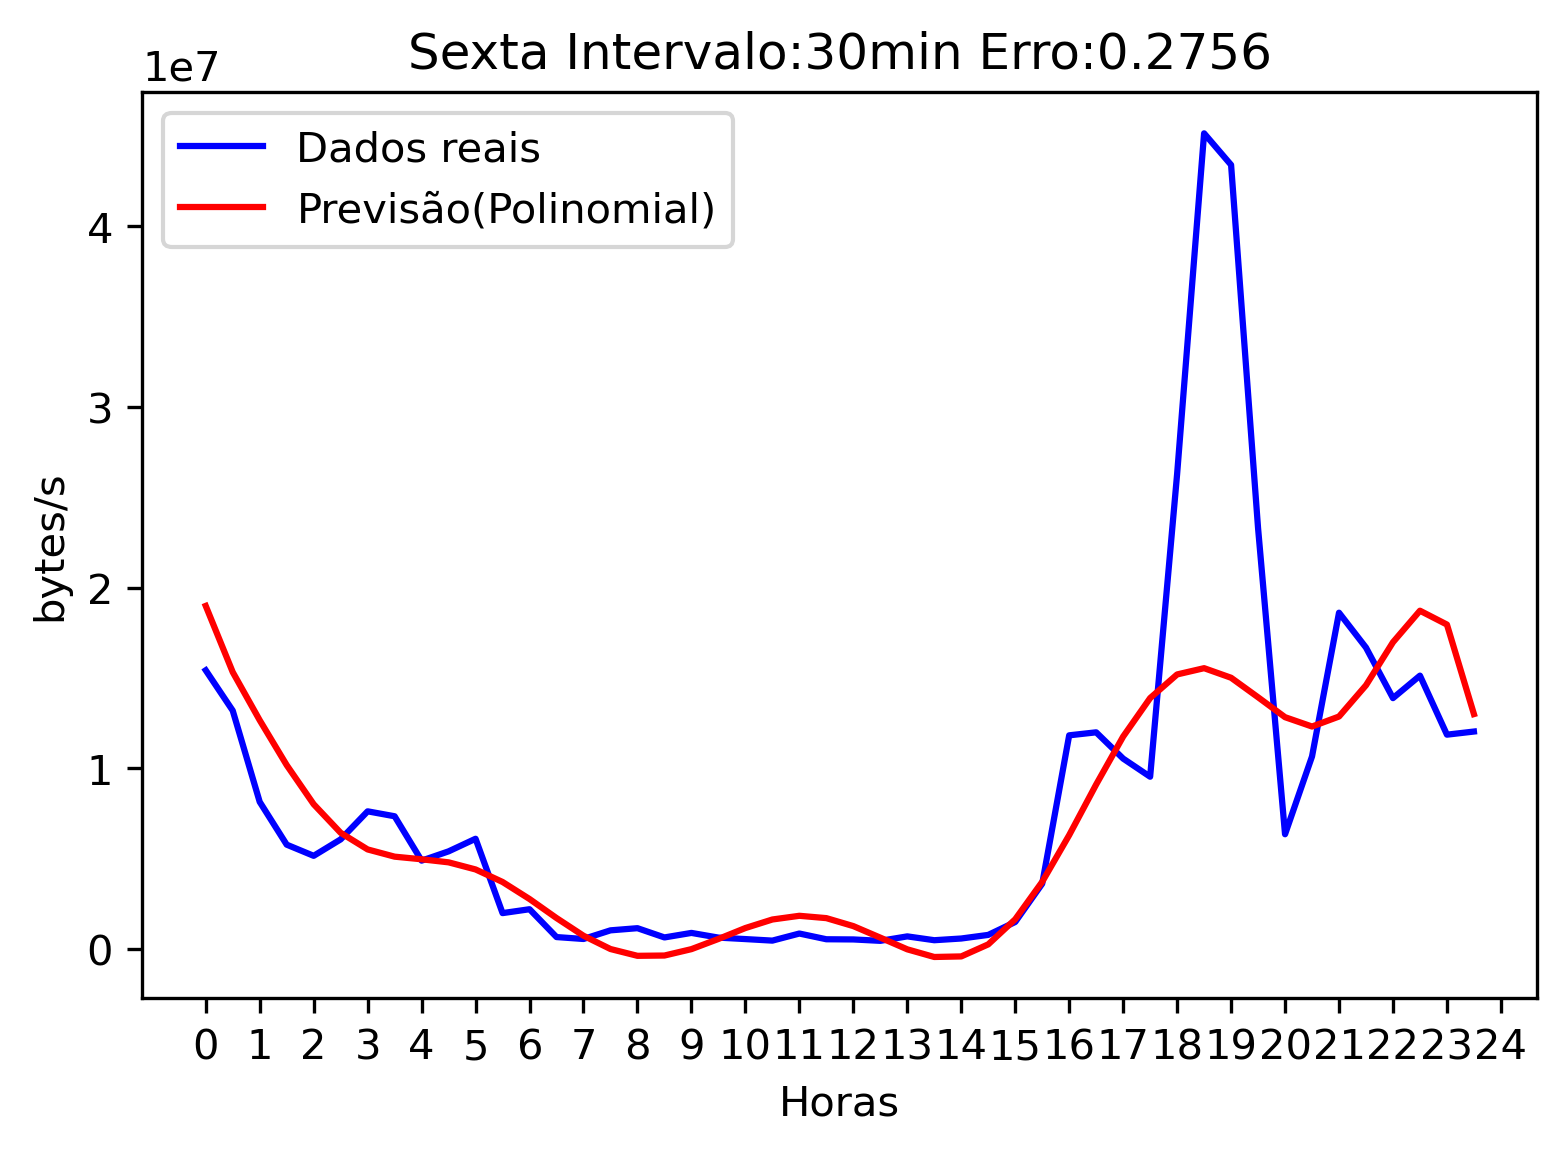 Sexta Intervalo:30min Erro:0.2756
1e7
Dados reais
Previsão(Polinomial)
4
3
2
1
0
bytes/s
0 1 2 3 4 5 6 7 8 9 10 11 12 13 14 15 16 17 18 19 20 21 22 23 24
Horas